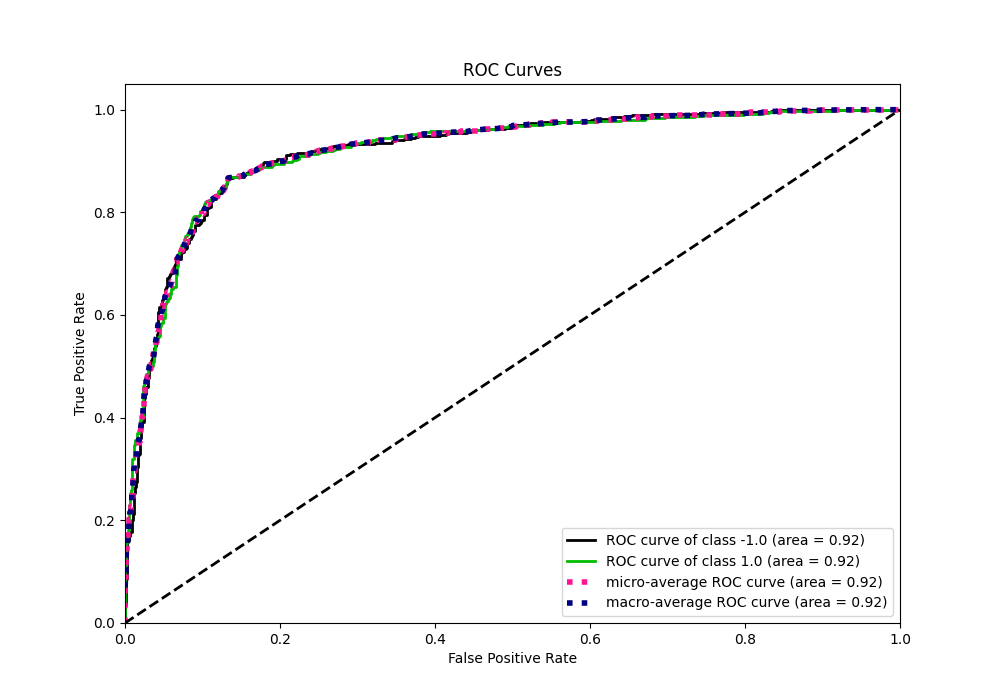 ROC Curves
1.0
0.8
0.6
0.4
0.2
0.0
True Positive Rate
ROC curve of class -1.0 (area = 0.92)
ROC curve of class 1.0 (area = 0.92)
micro-average ROC curve (area = 0.92)
macro-average ROC curve (area = 0.92)
0.0 0.2 0.4 0.6 0.8 1.0
False Positive Rate